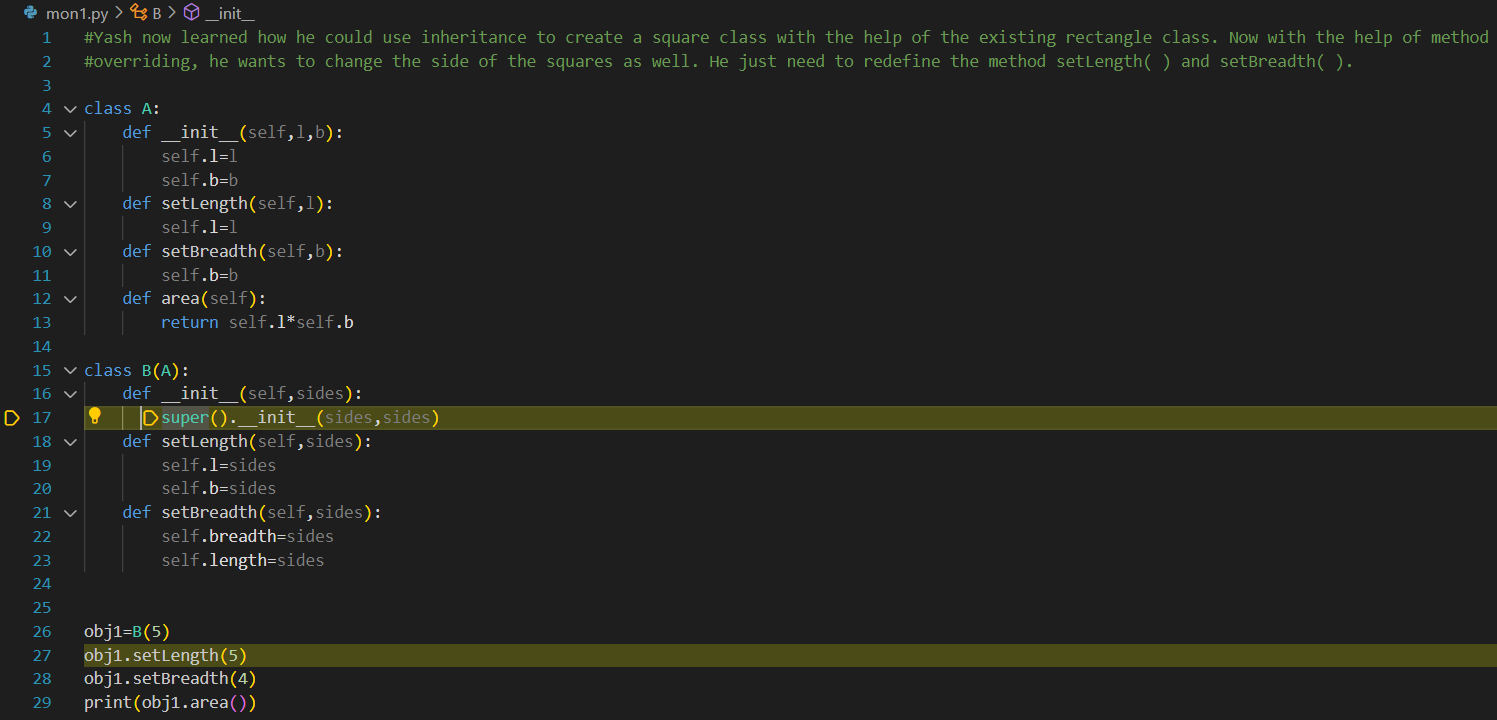 mon1.py > B > __init__
1 #Yash now learned how he could use inheritance to create a square class with the help of the existing rectangle class. Now with the help of method
2 #overriding, he wants to change the side of the squares as well. He just need to redefine the method setLength( ) and setBreadth( ).
3
4 class A:
5     def __init__(self,l,b):
6         self.l=l
7         self.b=b
8     def setLength(self,l):
9         self.l=l
10     def setBreadth(self,b):
11         self.b=b
12     def area(self):
13         return self.l*self.b
14
15 class B(A):
16     def __init__(self,sides):
17         super().__init__(sides,sides)
18     def setLength(self,sides):
19         self.l=sides
20         self.b=sides
21     def setBreadth(self,sides):
22         self.breadth=sides
23         self.length=sides
24
25
26 obj1=B(5)
27 obj1.setLength(5)
28 obj1.setBreadth(4)
29 print(obj1.area())